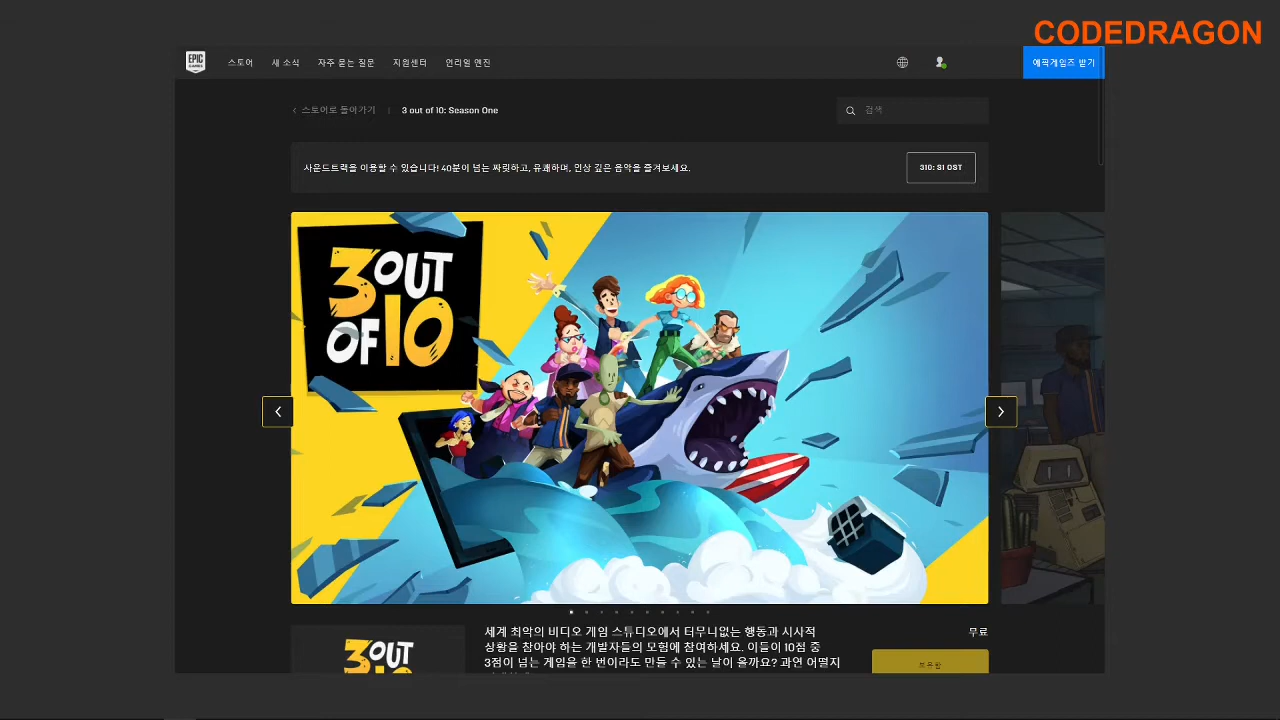 CODEDRAGON
EPIC GAMES
스토어 새 소식 자주 묻는 질문 지원센터 언리얼 엔진
에픽게임즈 받기
스토어로 돌아가기 | 3 out of 10: Season One
검색
사운드트랙을 이용할 수 있습니다! 40분이 넘는 짜릿하고, 유쾌하며, 인상 깊은 음악을 즐겨보세요.
310: S1 OST
3 OUT
OF 10
세계 최악의 비디오 게임 스튜디오에서 터무니없는 행동과 시시적
상황을 참아야 하는 개발자들의 모험에 참여하세요. 이들이 10점 중
3점이 넘는 게임을 한 번이라도 만들 수 있는 날이 올까요? 과연 어떨지
무료
보유함
3 OUT